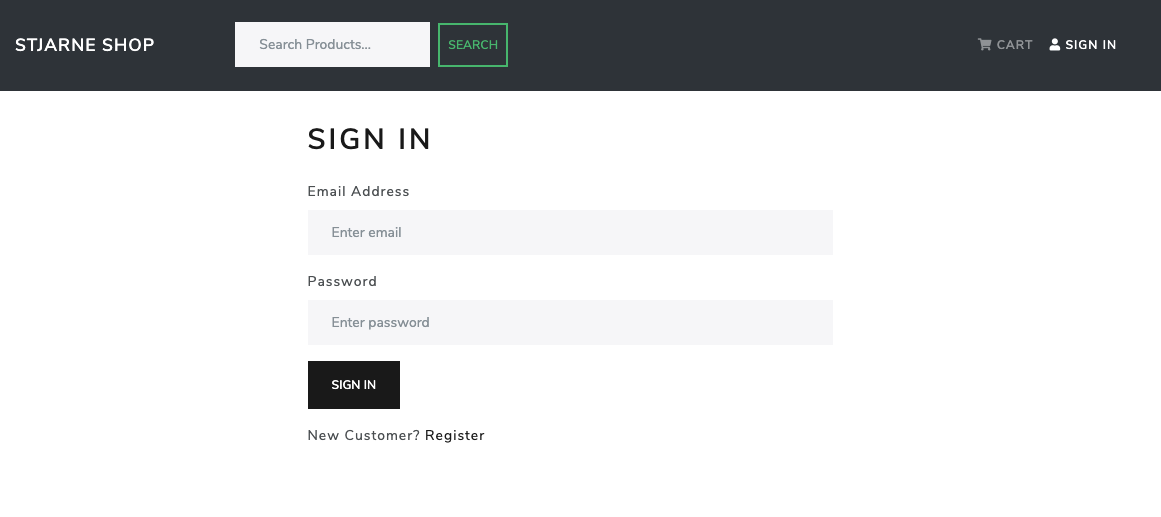 STJARNE SHOP
Search Products...
SEARCH
CART
SIGN IN
SIGN IN
Email Address
Enter email
Password
Enter password
SIGN IN
New Customer? Register